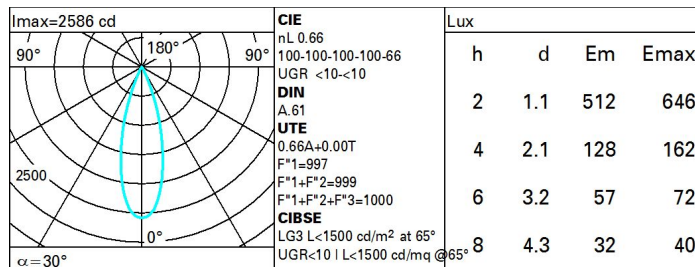 Imax=2586 cd
90° 180° 90°
2500
0°
α=30°
CIE
nL 0.66
100-100-100-100-66
UGR <10-<10
DIN
A.61
UTE
0.66A+0.00T
F"1=997
F"1+F"2=999
F"1+F"2+F"3=1000
CIBSE
LG3 L<1500 cd/m² at 65°
UGR<10 | L<1500 cd/mq @65°
Lux
h d Em Emax
2 1.1 512 646
4 2.1 128 162
6 3.2 57 72
8 4.3 32 40